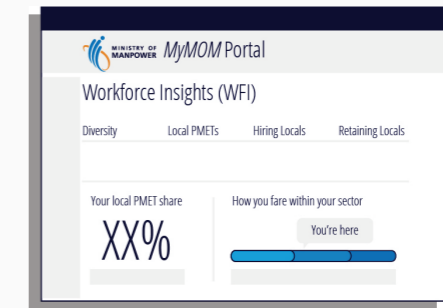 MINISTRY OF
MANPOWER
MyMOM Portal
Workforce Insights (WFI)
Diversity Local PMETs Hiring Locals Retaining Locals
Your local PMET share How you fare within your sector
XX% You're here